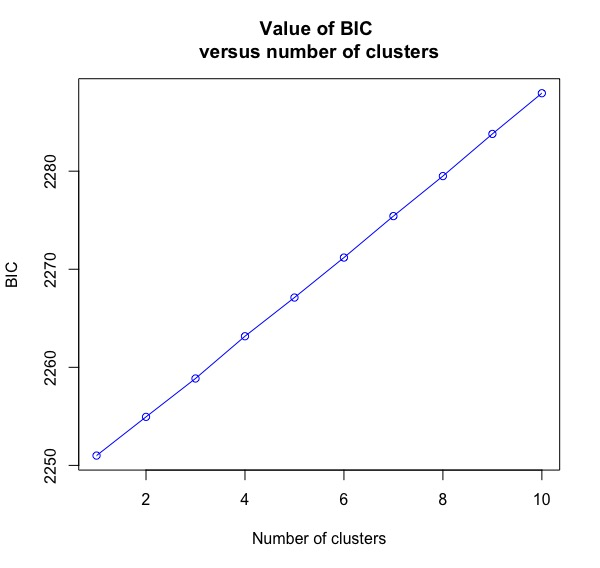 Value of BIC
versus number of clusters
2280
2270
2260
2250
BIC
2 4 6 8 10
Number of clusters